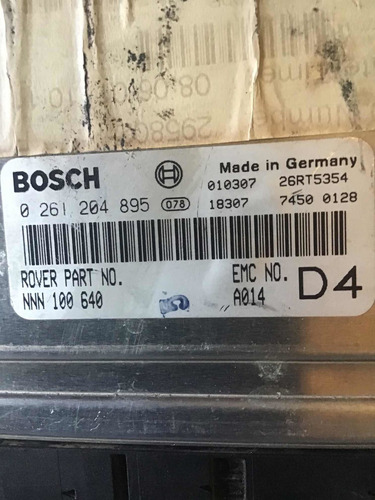 BOSCH
Made in Germany
010307 26RT5354
0 261 204 895 078 18307 7450 0128
ROVER PART NO. EMC NO. D4
NNN 100 640 A014